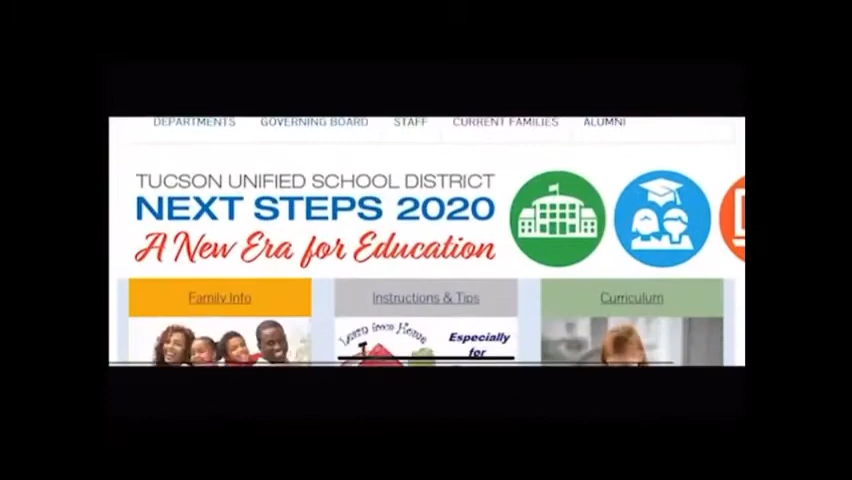 DEPARTMENTS GOVERNING BOARD STAFF CURRENT FAMILIES ALUMNI
TUCSON UNIFIED SCHOOL DISTRICT
NEXT STEPS 2020
A New Era for Education
Family Info Instructions & Tips Curriculum
Learn from Home
Especially
for